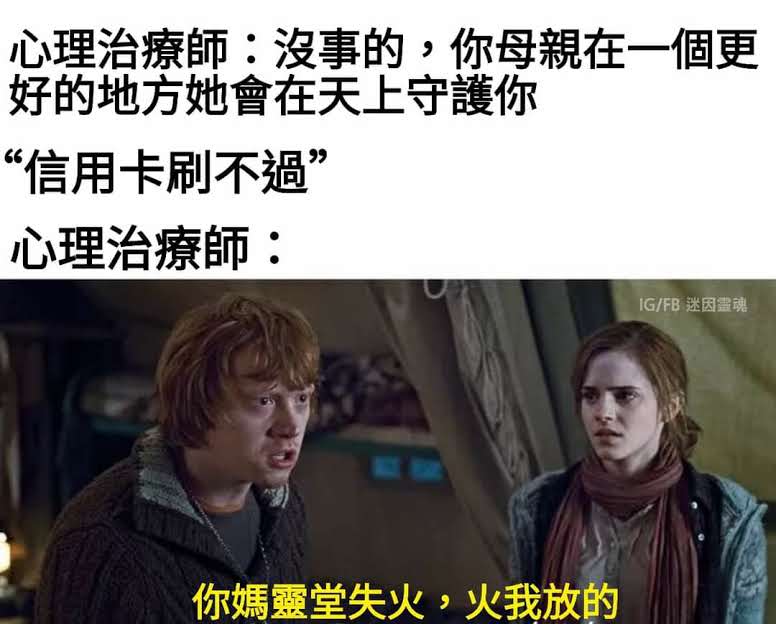 心理治療師：沒事的，你母親在一個更
好的地方她會在天上守護你
“信用卡刷不過”
心理治療師：
IG/FB 迷因靈魂
你媽靈堂失火，火我放的